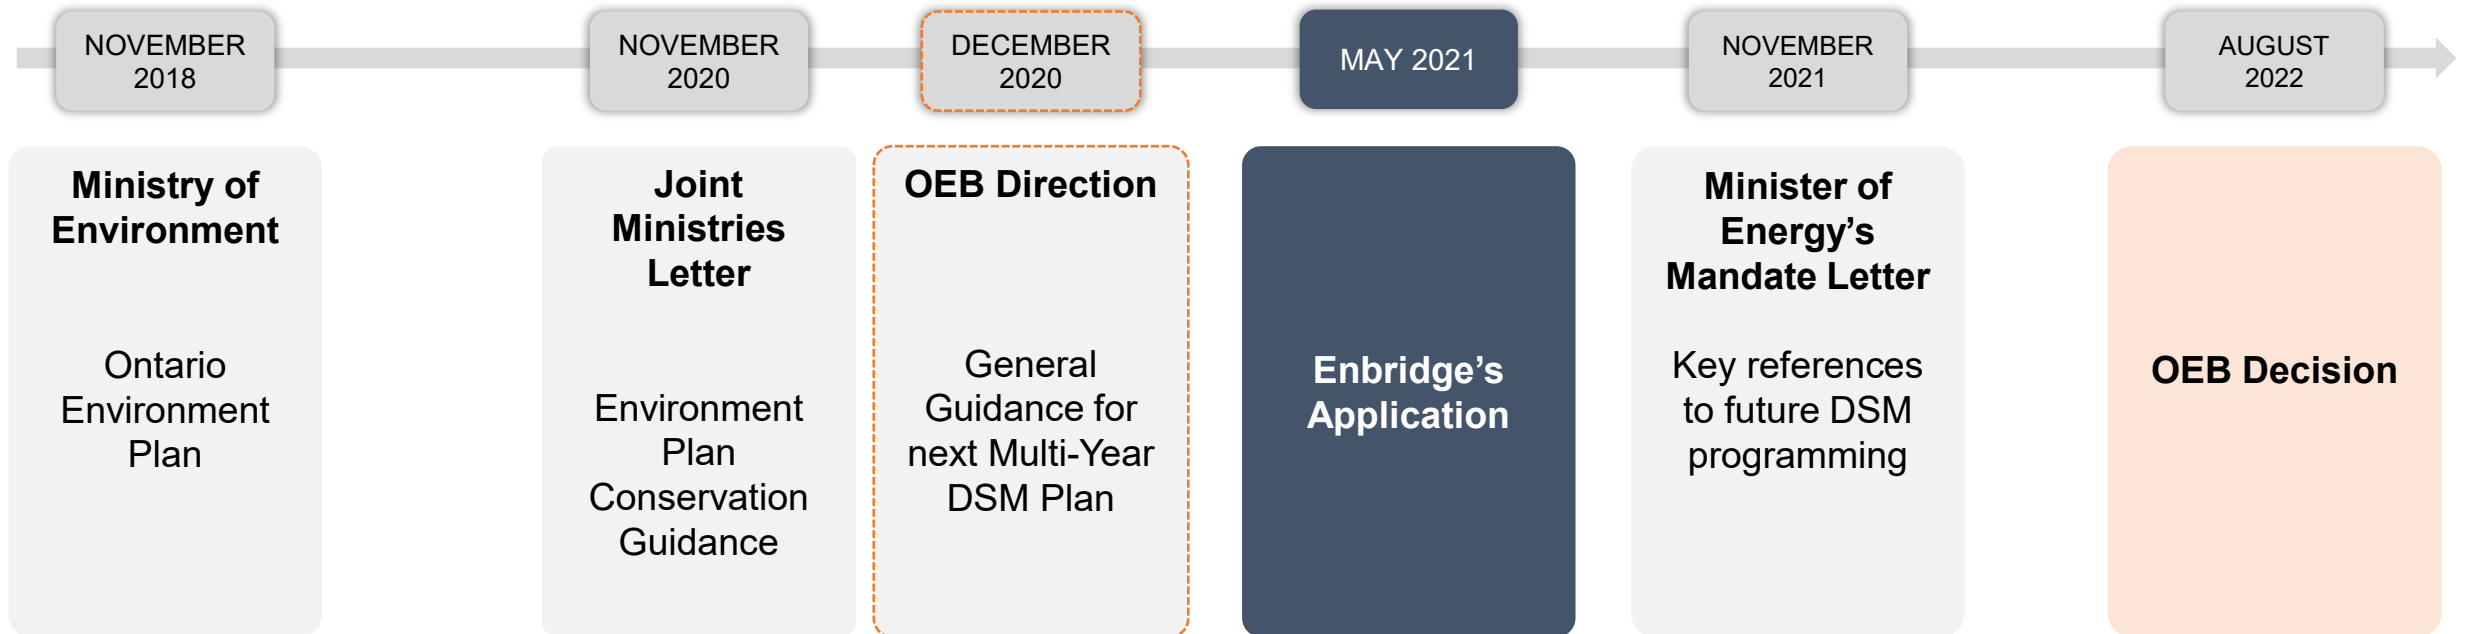 NOVEMBER
2018
NOVEMBER
2020
DECEMBER
2020
MAY 2021
NOVEMBER
2021
AUGUST
2022
Ministry of
Environment
Ontario
Environment
Plan
Joint
Ministries
Letter
Environment
Plan
Conservation
Guidance
OEB Direction
General
Guidance for
next Multi-Year
DSM Plan
Enbridge’s
Application
Minister of
Energy’s
Mandate Letter
Key references
to future DSM
programming
OEB Decision